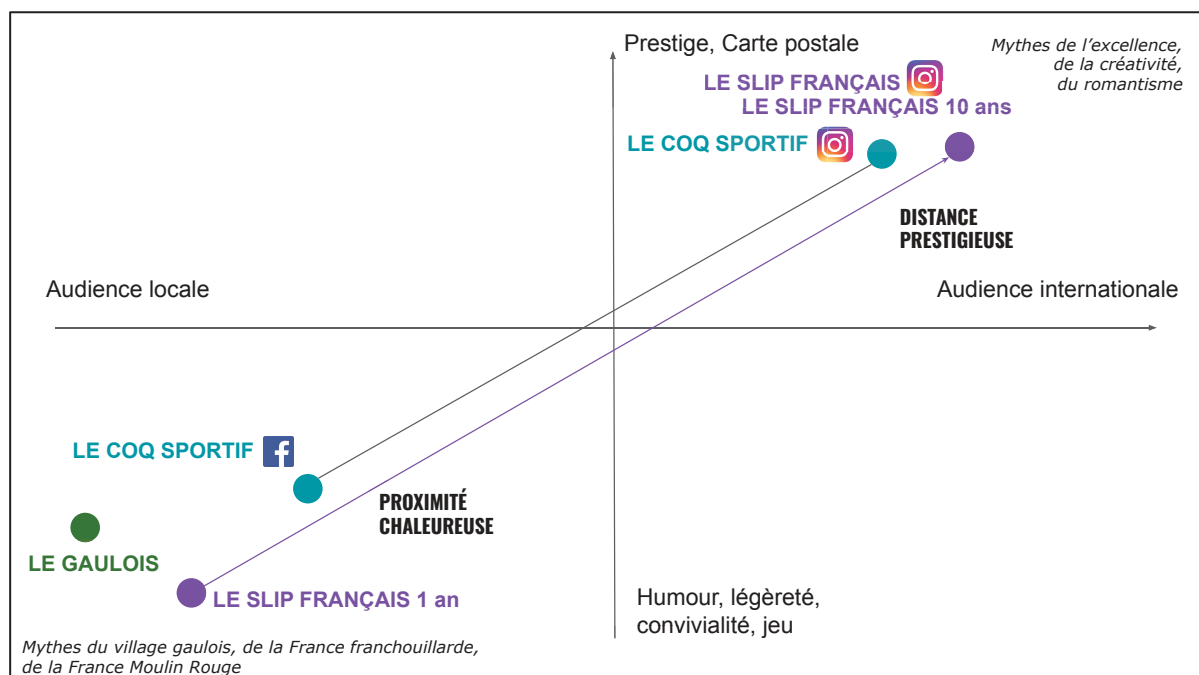 Prestige, Carte postale
Mythes de l'excellence,
de la créativité,
du romantisme
LE SLIP FRANÇAIS
LE SLIP FRANÇAIS 10 ans
LE COQ SPORTIF
DISTANCE
PRESTIGIEUSE
Audience locale
Audience internationale
LE COQ SPORTIF
PROXIMITÉ
CHALEUREUSE
LE GAULOIS
LE SLIP FRANÇAIS 1 an
Humour, légèreté,
convivialité, jeu
Mythes du village gaulois, de la France franchouillarde,
de la France Moulin Rouge